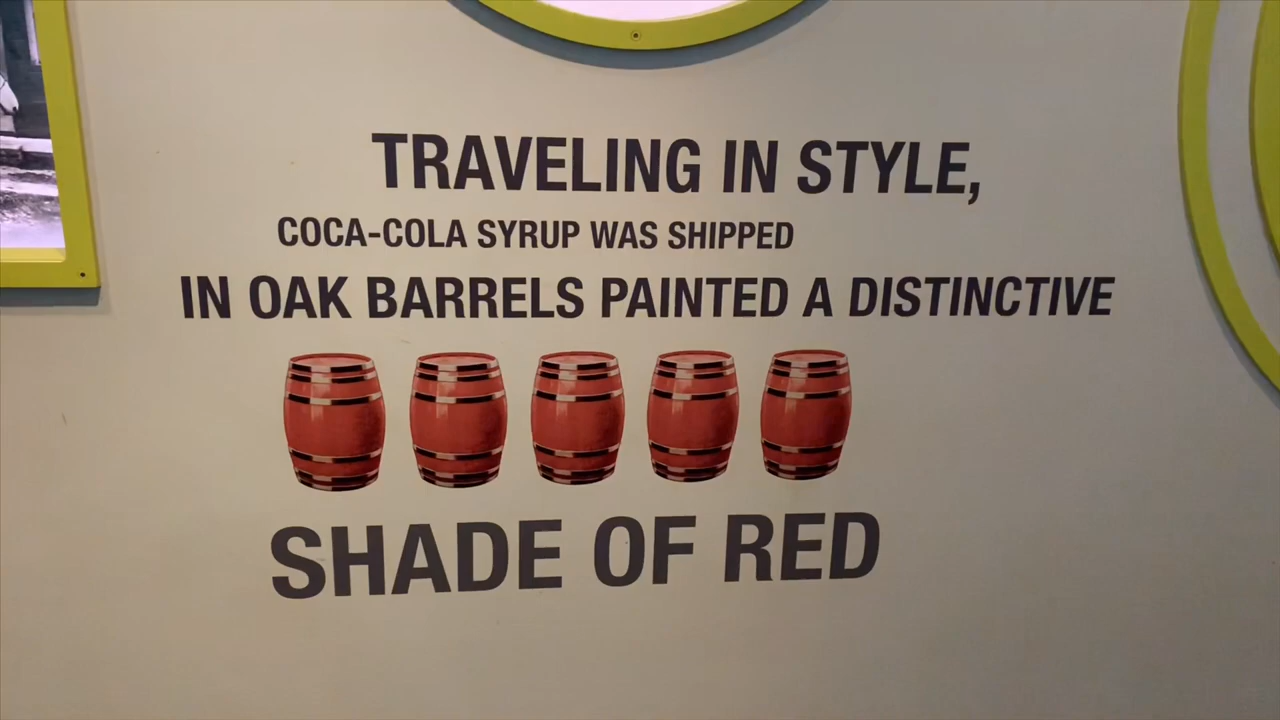 TRAVELING IN STYLE,
COCA-COLA SYRUP WAS SHIPPED
IN OAK BARRELS PAINTED A DISTINCTIVE
SHADE OF RED